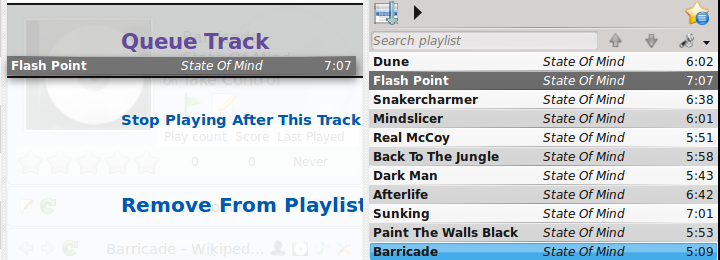 Queue Track
Flash Point State Of Mind 7:07
Take Control
Stop Playing After This Track
Play count Score Last Played
0 0 Never
Remove From Playlist
Barricade - Wikiped...
Search playlist
Dune State Of Mind 6:02
Flash Point State Of Mind 7:07
Snakercharmer State Of Mind 6:38
Mindslicer State Of Mind 6:01
Real McCoy State Of Mind 5:51
Back To The Jungle State Of Mind 7:58
Dark Man State Of Mind 5:43
Afterlife State Of Mind 6:42
Sunking State Of Mind 7:01
Paint The Walls Black State Of Mind 5:53
Barricade State Of Mind 5:09